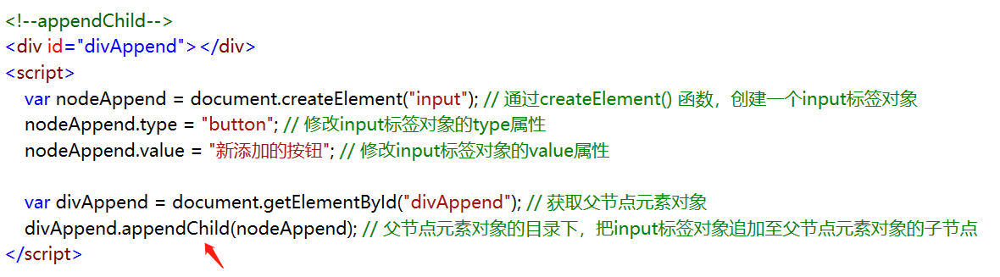 <!--appendChild-->
<div id="divAppend"></div>
<script>
var nodeAppend = document.createElement("input"); // 通过createElement() 函数，创建一个input标签对象
nodeAppend.type = "button"; // 修改input标签对象的type属性
nodeAppend.value = "新添加的按钮"; // 修改input标签对象的value属性
var divAppend = document.getElementById("divAppend"); // 获取父节点元素对象
divAppend.appendChild(nodeAppend); // 父节点元素对象的目录下，把input标签对象追加至父节点元素对象的子节点
</script>